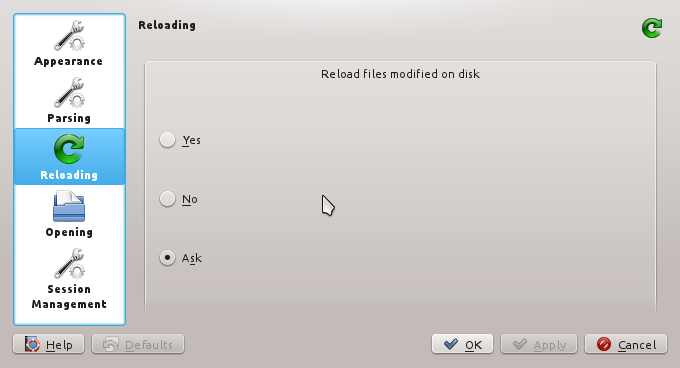 Appearance
Parsing
Reloading
Opening
Session
Management
Reloading
Reload files modified on disk
Yes
No
Ask
Help
Defaults
OK
Apply
Cancel